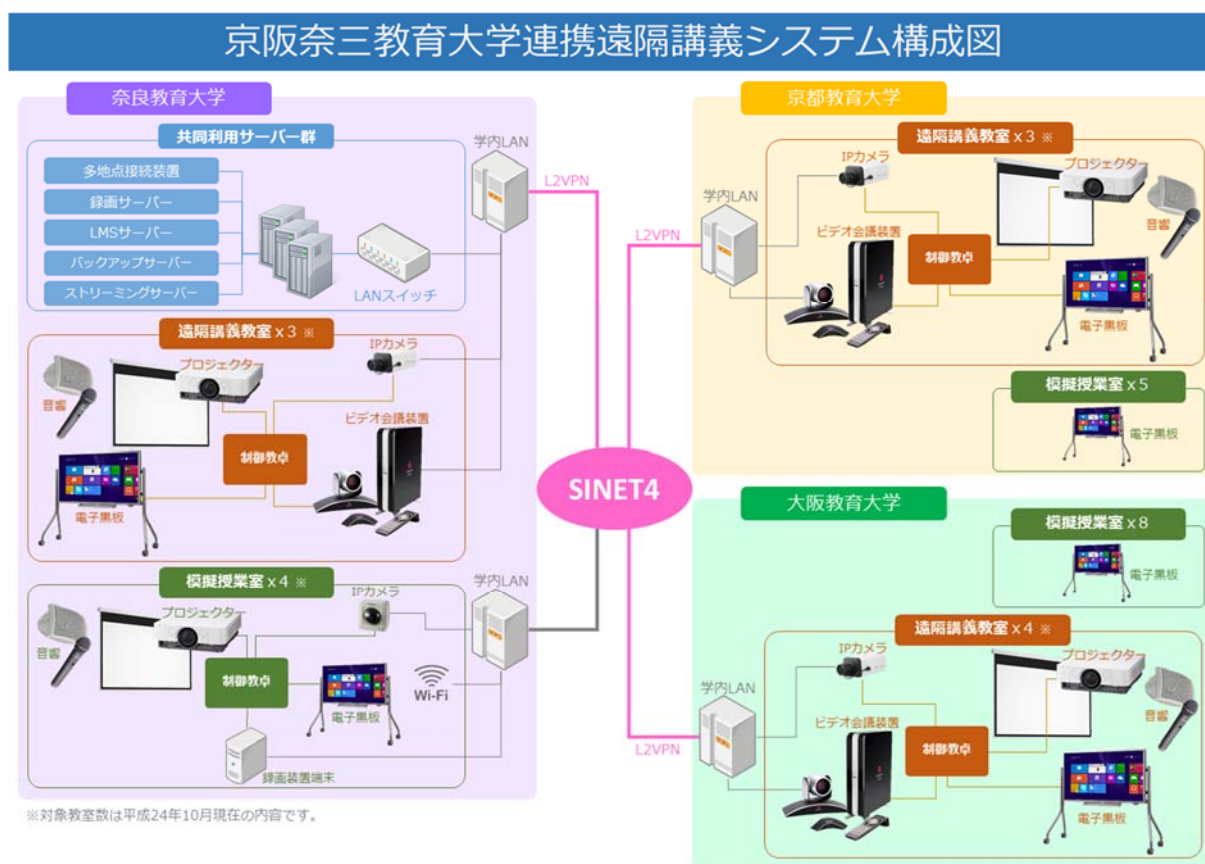 京阪奈三教育大学連携遠隔講義システム構成図
奈良教育大学
共同利用サーバー群
多地点接続装置
録画サーバー
LMSサーバー
バックアップサーバー
ストリーミングサーバー
LANスイッチ
学内LAN
L2VPN
遠隔講義教室x3 ※
音響
プロジェクター
IPカメラ
ビデオ会議装置
制御教卓
電子黒板
模擬授業室x4 ※
音響
プロジェクター
IPカメラ
学内LAN
制御教卓
電子黒板
Wi-Fi
録画装置端末
※対象教室数は平成24年10月現在の内容です。
SINET4
京都教育大学
遠隔講義教室x3 ※
L2VPN
学内LAN
IPカメラ
プロジェクター
音響
ビデオ会議装置
制御教卓
電子黒板
模擬授業室x5
電子黒板
大阪教育大学
模擬授業室x8
電子黒板
遠隔講義教室x4 ※
L2VPN
学内LAN
IPカメラ
プロジェクター
音響
ビデオ会議装置
制御教卓
電子黒板